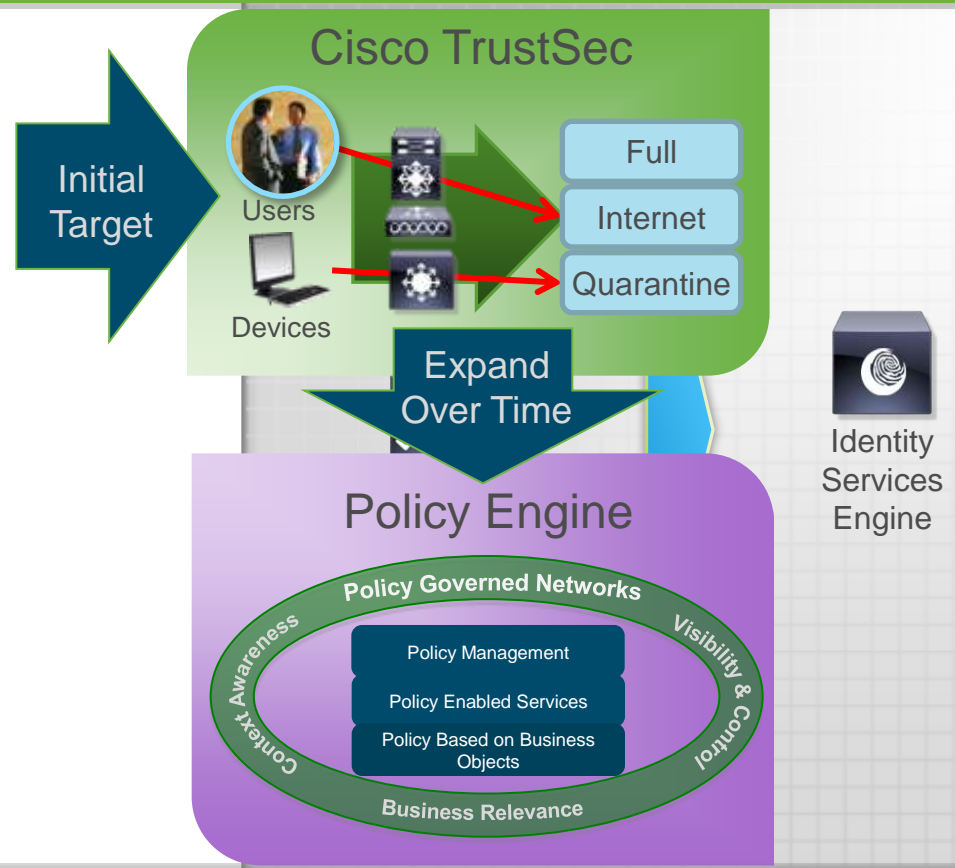 Cisco TrustSec
Initial
Target
Users
Devices
Full
Internet
Quarantine
Expand
Over Time
Identity
Services
Engine
Policy Engine
Policy Governed Networks
Context Awareness
Visibility & Control
Policy Management
Policy Enabled Services
Policy Based on Business
Objects
Business Relevance